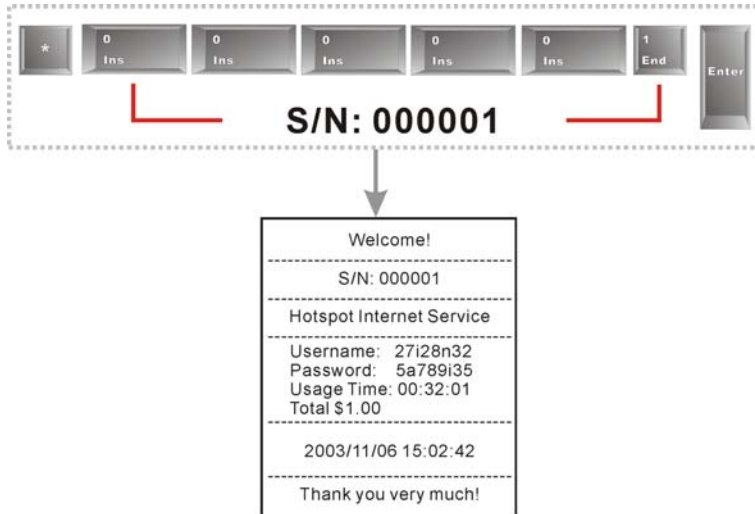 *
0 0 0 0 0 1
Ins Ins Ins Ins Ins End
Enter
S/N: 000001
Welcome!
S/N: 000001
Hotspot Internet Service
Username: 27i28n32
Password: 5a789i35
Usage Time: 00:32:01
Total $1.00
2003/11/06 15:02:42
Thank you very much!